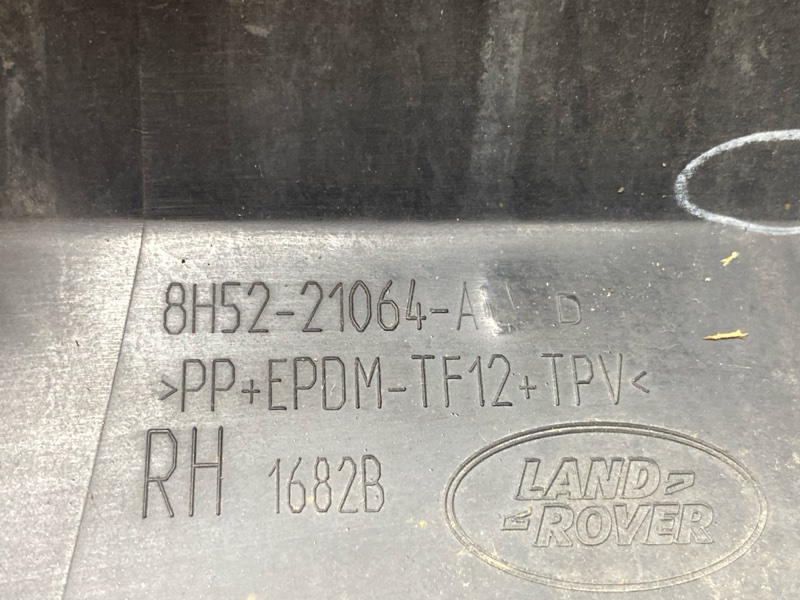 8H52-21064-A D
>PP+EPDM-TF12+TPV<
RH 1682B
LAND
ROVER